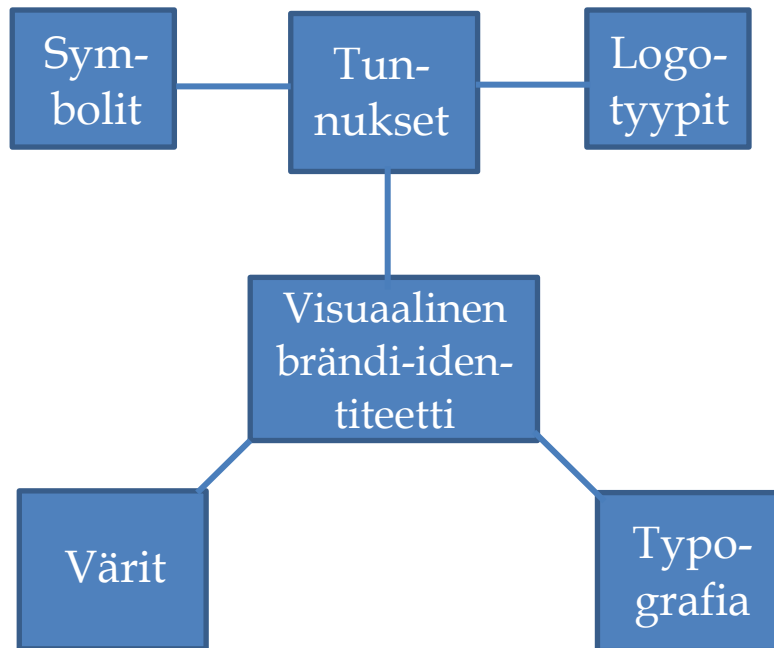 Sym-
bolit
Tun-
nukset
Logo-
tyypit
Visuaalinen
brändi-iden-
titeetti
Värit
Typo-
grafia